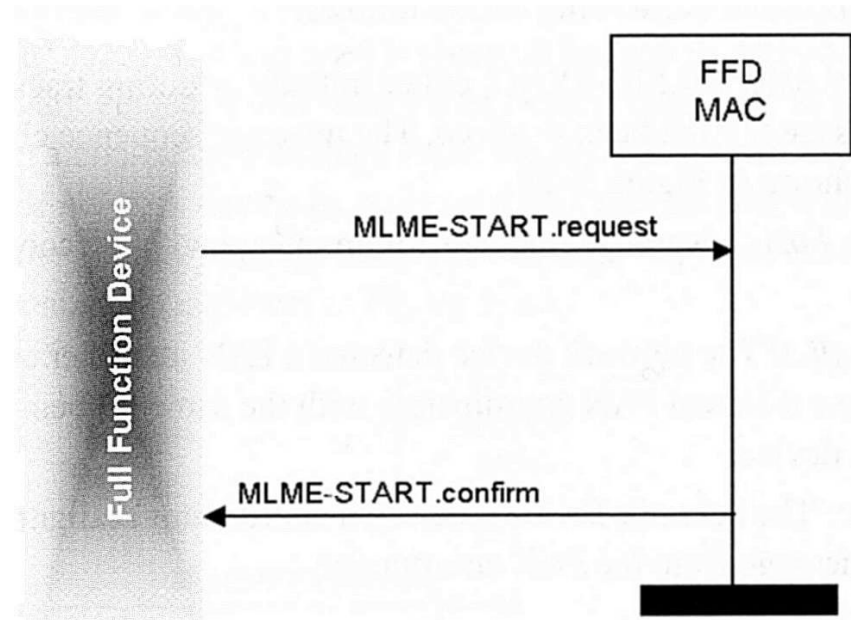 FFD
MAC
MLME-START.request
Full Function Device
MLME-START.confirm